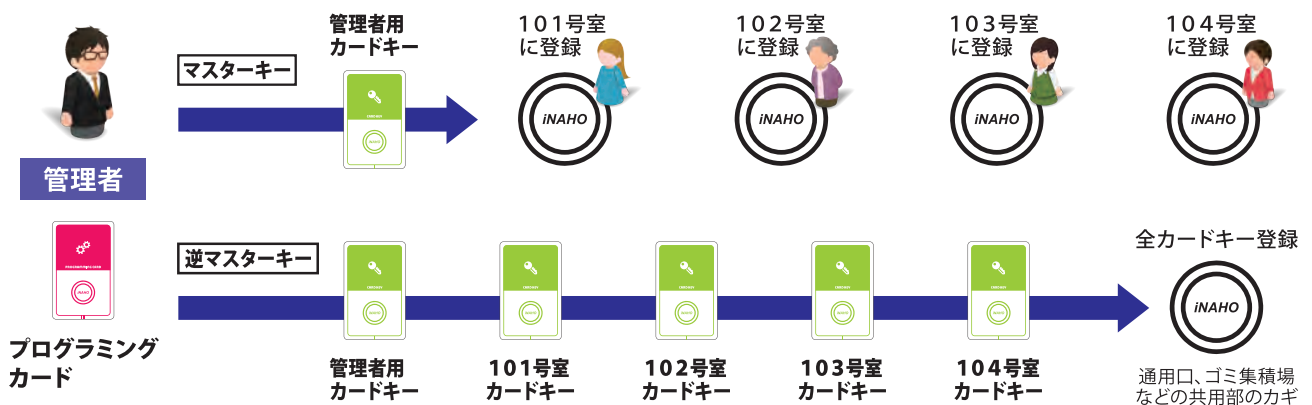 管理者
プログラミング
カード
マスターキー
管理者用
カードキー
１０１号室
に登録
iNAHO
１０２号室
に登録
iNAHO
１０３号室
に登録
iNAHO
１０４号室
に登録
iNAHO
逆マスターキー
管理者用
カードキー
１０１号室
カードキー
１０２号室
カードキー
１０３号室
カードキー
１０４号室
カードキー
全カードキー登録
iNAHO
通用口、ゴミ集積場
などの共用部のカギ